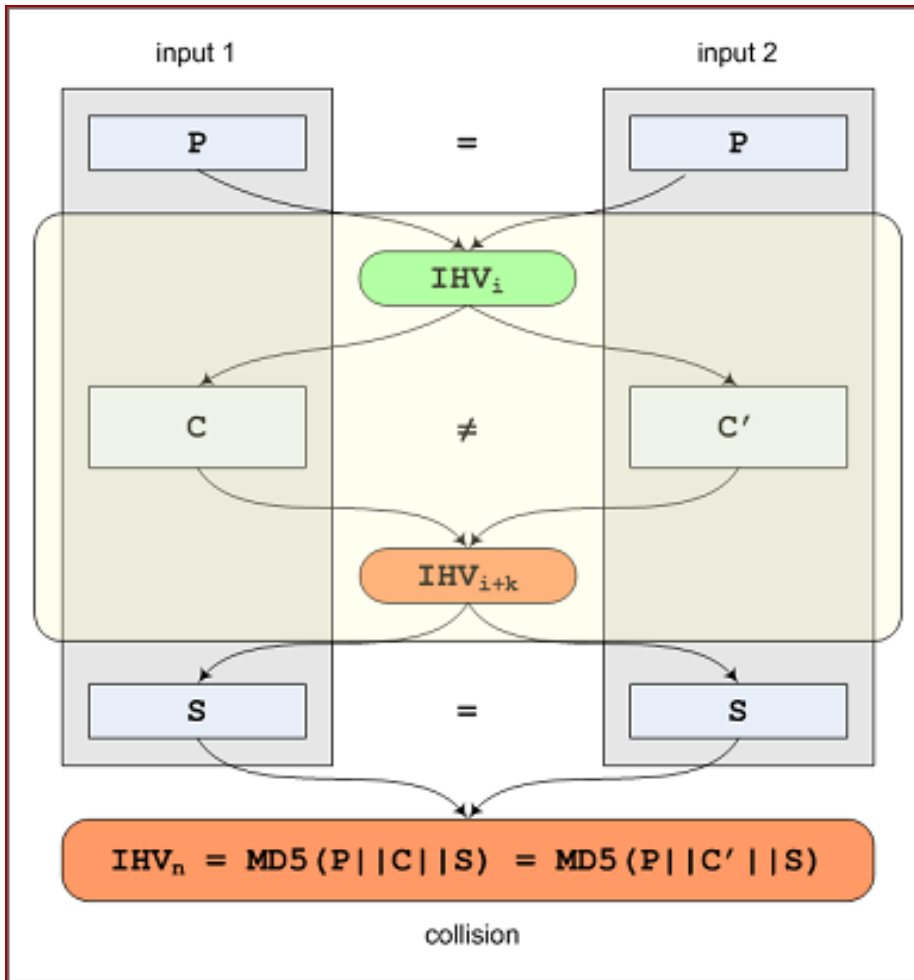 input 1 input 2
P = P
IHVᵢ
C ≠ C'
IHVᵢ₊ₖ
S = S
IHVₙ = MD5(P||C||S) = MD5(P||C'||S)
collision